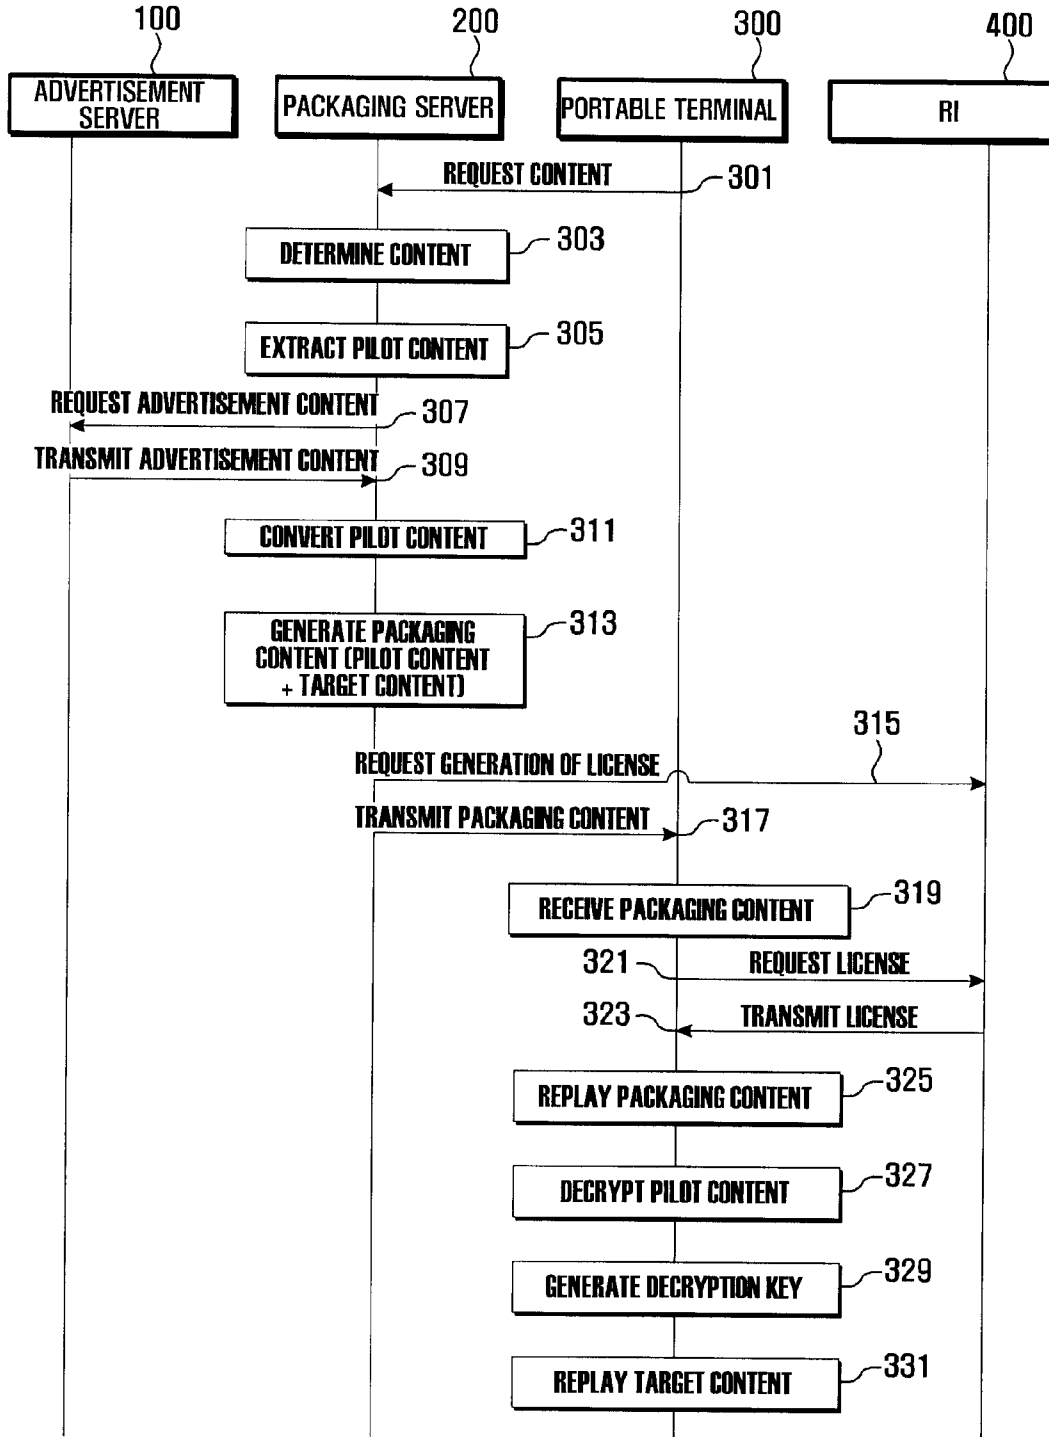 100
200
300
400
ADVERTISEMENT
SERVER
PACKAGING SERVER
PORTABLE TERMINAL
RI
REQUEST CONTENT
301
DETERMINE CONTENT
303
EXTRACT PILOT CONTENT
305
REQUEST ADVERTISEMENT CONTENT
307
TRANSMIT ADVERTISEMENT CONTENT
309
CONVERT PILOT CONTENT
311
GENERATE PACKAGING
CONTENT (PILOT CONTENT
+ TARGET CONTENT)
313
REQUEST GENERATION OF LICENSE
315
TRANSMIT PACKAGING CONTENT
317
RECEIVE PACKAGING CONTENT
319
321
REQUEST LICENSE
323
TRANSMIT LICENSE
REPLAY PACKAGING CONTENT
325
DECRYPT PILOT CONTENT
327
GENERATE DECRYPTION KEY
329
REPLAY TARGET CONTENT
331